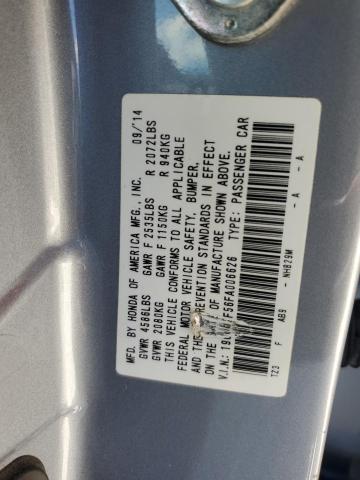 MFD. BY HONDA OF AMERICA MFG., INC. 09/'14
GVWR 4586LBS GAWR F 2535LBS R 2072LBS
GVWR 2080KG GAWR F 1150KG R 940KG
THIS VEHICLE CONFORMS TO ALL APPLICABLE
FEDERAL MOTOR VEHICLE SAFETY, BUMPER,
AND THEFT PREVENTION STANDARDS IN EFFECT
ON THE DATE OF MANUFACTURE SHOWN ABOVE.
V.I.N.: F56FA006626 TYPE: PASSENGER CAR
TZ3 F AB9 -NH829M - A - A